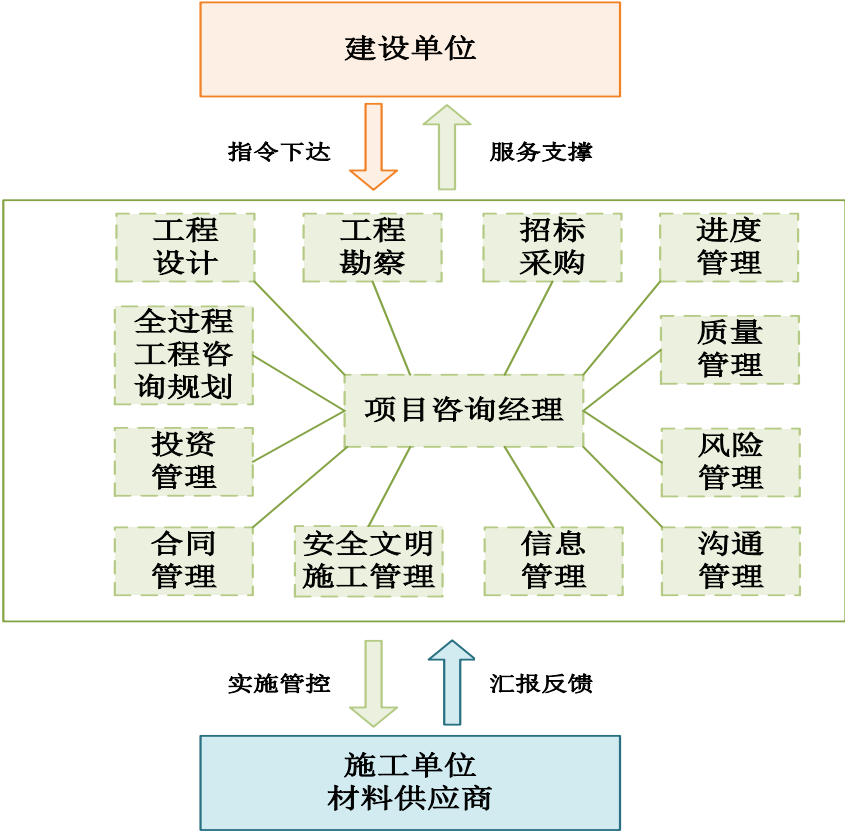 建设单位
指令下达
服务支撑
工程
设计
工程
勘察
招标
采购
进度
管理
全过程
工程咨
询规划
质量
管理
项目咨询经理
投资
管理
风险
管理
合同
管理
安全文明
施工管理
信息
管理
沟通
管理
实施管控
汇报反馈
施工单位
材料供应商